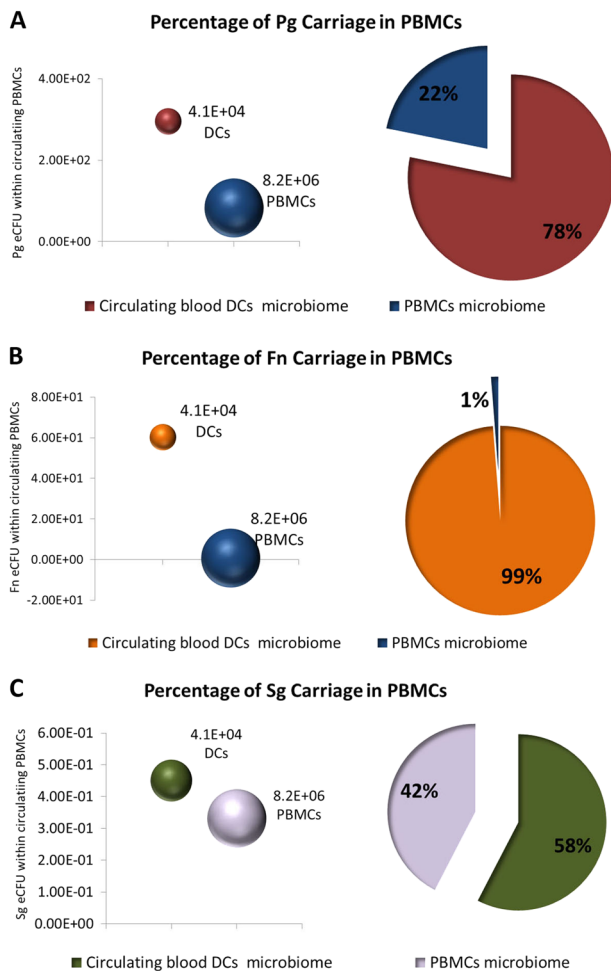 A
Percentage of Pg Carriage in PBMCs
Pg eCFU within circulatiing PBMCs
4.00E+02
2.00E+02
0.00E+00
4.1E+04
DCs
8.2E+06
PBMCs
22%
78%
Circulating blood DCs microbiome
PBMCs microbiome
B
Percentage of Fn Carriage in PBMCs
Fn eCFU within circulatiing PBMCs
8.00E+01
6.00E+01
4.00E+01
2.00E+01
0.00E+00
-2.00E+01
4.1E+04
DCs
8.2E+06
PBMCs
1%
99%
Circulating blood DCs microbiome
PBMCs microbiome
C
Percentage of Sg Carriage in PBMCs
Sg eCFU within circulatiing PBMCs
6.00E-01
5.00E-01
4.00E-01
3.00E-01
2.00E-01
1.00E-01
0.00E+00
4.1E+04
DCs
8.2E+06
PBMCs
42%
58%
Circulating blood DCs microbiome
PBMCs microbiome